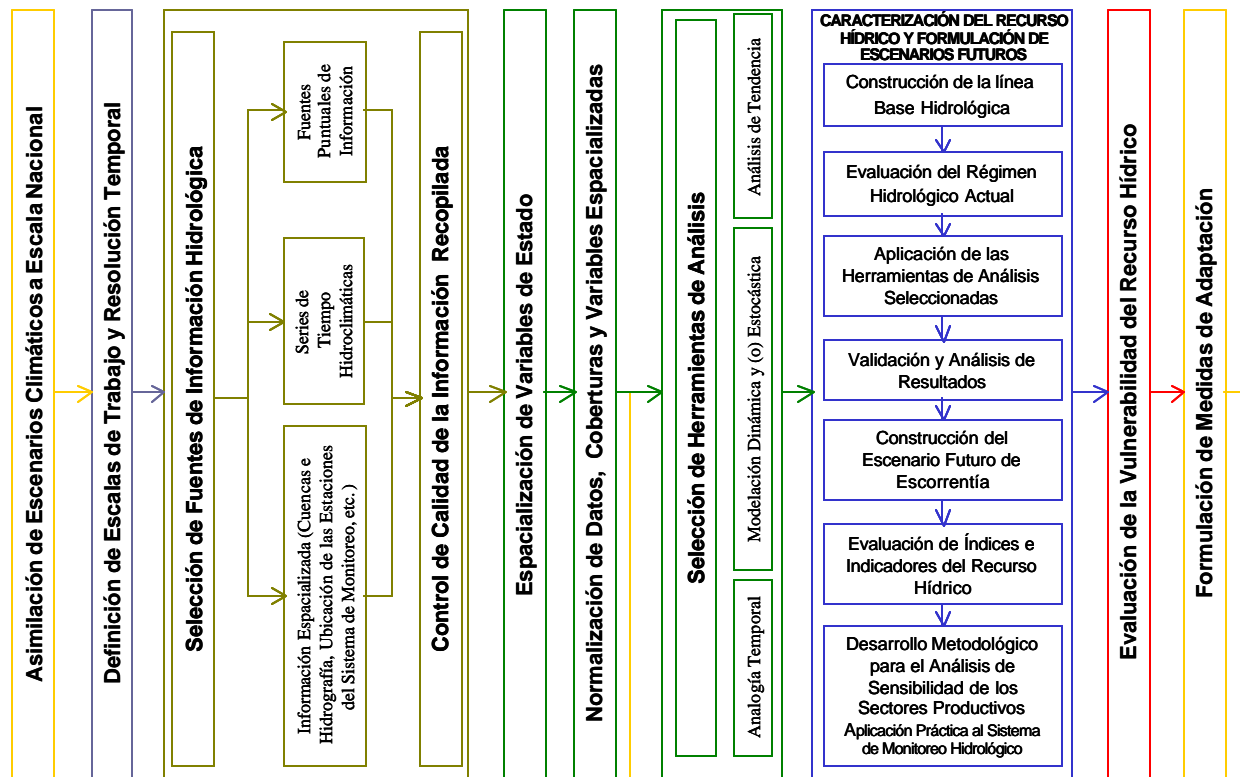 Asimilación de Escenarios Climáticos a Escala Nacional
Definición de Escalas de Trabajo y Resolución Temporal
Selección de Fuentes de Información Hidrológica
Fuentes
Puntuales de
Información
Series de
Tiempo
Hidroclimáticas
Información Espacializada (Cuencas e
Hidrografía, Ubicación de las Estaciones
del Sistema de Monitoreo, etc.)
Control de Calidad de la Información Recopilada
Espacialización de Variables de Estado
Normalización de Datos, Coberturas y Variables Espacializadas
Selección de Herramientas de Análisis
Análisis de Tendencia
Modelación Dinámica y (o) Estocástica
Analogía Temporal
CARACTERIZACIÓN DEL RECURSO
HÍDRICO Y FORMULACIÓN DE
ESCENARIOS FUTUROS
Construcción de la línea
Base Hidrológica
Evaluación del Régimen
Hidrológico Actual
Aplicación de las
Herramientas de Análisis
Seleccionadas
Validación y Análisis de
Resultados
Construcción del
Escenario Futuro de
Escorrentía
Evaluación de Índices e
Indicadores del Recurso
Hídrico
Desarrollo Metodológico
para el Análisis de
Sensibilidad de los
Sectores Productivos
Aplicación Práctica al Sistema
de Monitoreo Hidrológico
Evaluación de la Vulnerabilidad del Recurso Hídrico
Formulación de Medidas de Adaptación